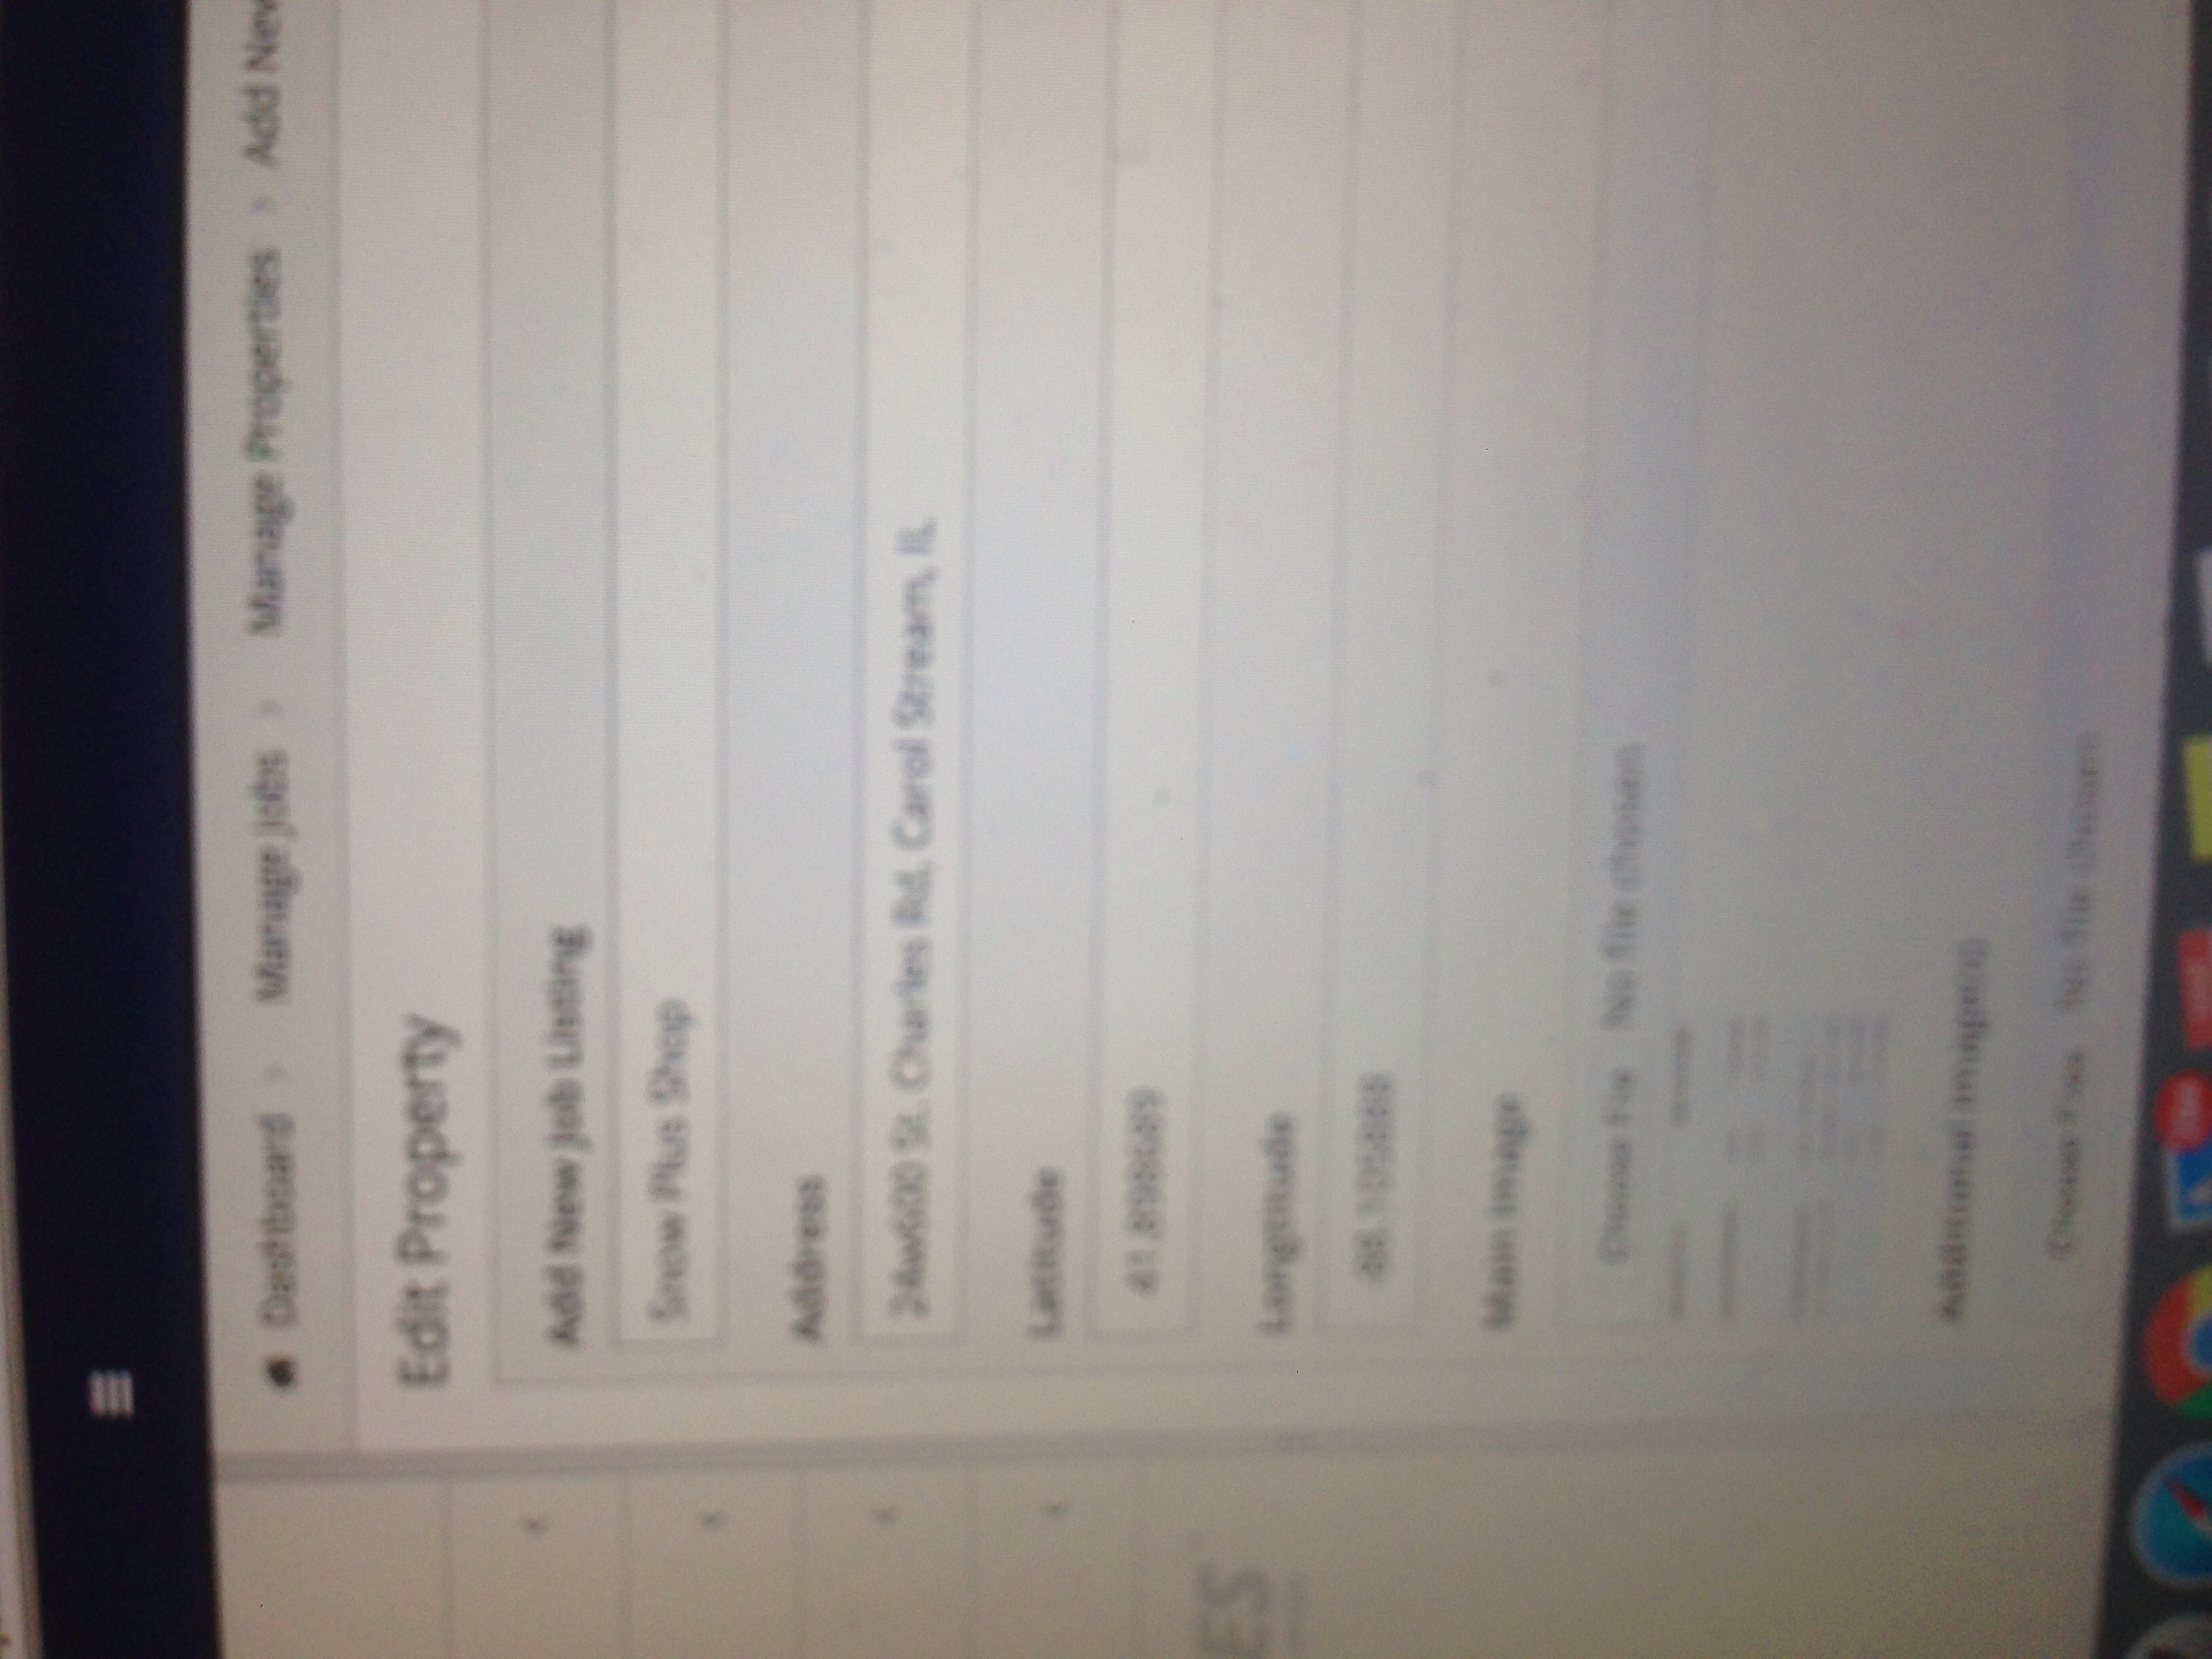 Dashboard > Manage Jobs > Manage Properties > Add New
Edit Property
Add New Job Listing
Snow Plus Shop
Address
24w600 St. Charles Rd, Carol Stream, IL
Latitude
41.898689
Longtitude
-88.105888
Main Image
Choose File No file chosen
Additional Image(s)
Choose Files No file chosen
ES